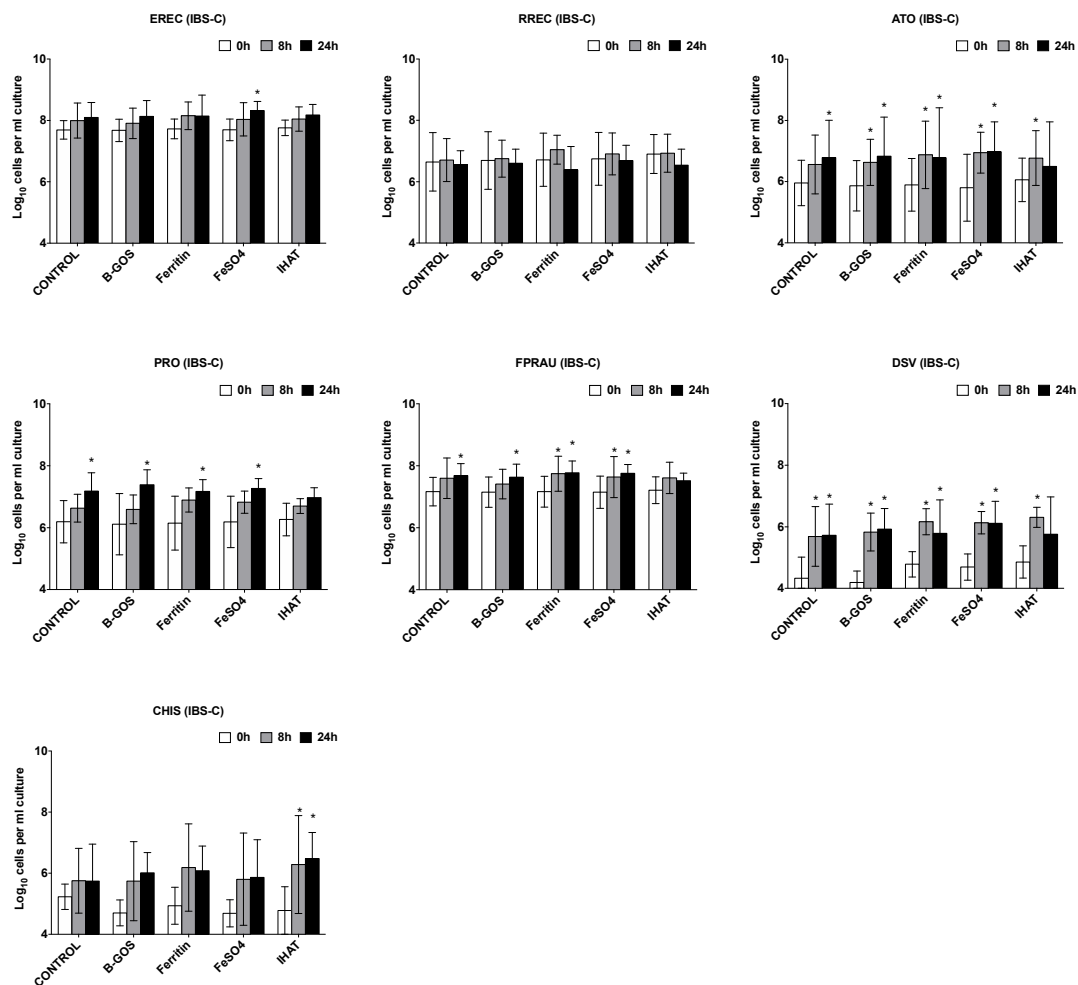 EREC (IBS-C)
0h 8h 24h
Log10 cells per ml culture
10
8
6
4
*
CONTROL
B-GOS
Ferritin
FeSO4
IHAT
RREC (IBS-C)
0h 8h 24h
Log10 cells per ml culture
10
8
6
4
CONTROL
B-GOS
Ferritin
FeSO4
IHAT
ATO (IBS-C)
0h 8h 24h
Log10 cells per ml culture
10
8
6
4
* * * * * * * *
CONTROL
B-GOS
Ferritin
FeSO4
IHAT
PRO (IBS-C)
0h 8h 24h
Log10 cells per ml culture
10
8
6
4
* * * *
CONTROL
B-GOS
Ferritin
FeSO4
IHAT
FPRAU (IBS-C)
0h 8h 24h
Log10 cells per ml culture
10
8
6
4
* * * * * *
CONTROL
B-GOS
Ferritin
FeSO4
IHAT
DSV (IBS-C)
0h 8h 24h
Log10 cells per ml culture
10
8
6
4
* * * * * * * * *
CONTROL
B-GOS
Ferritin
FeSO4
IHAT
CHIS (IBS-C)
0h 8h 24h
Log10 cells per ml culture
10
8
6
4
* *
CONTROL
B-GOS
Ferritin
FeSO4
IHAT